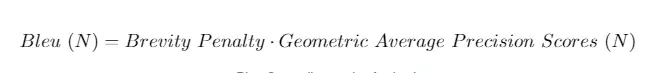 Bleu (N) = Brevity Penalty · Geometric Average Precision Scores (N)